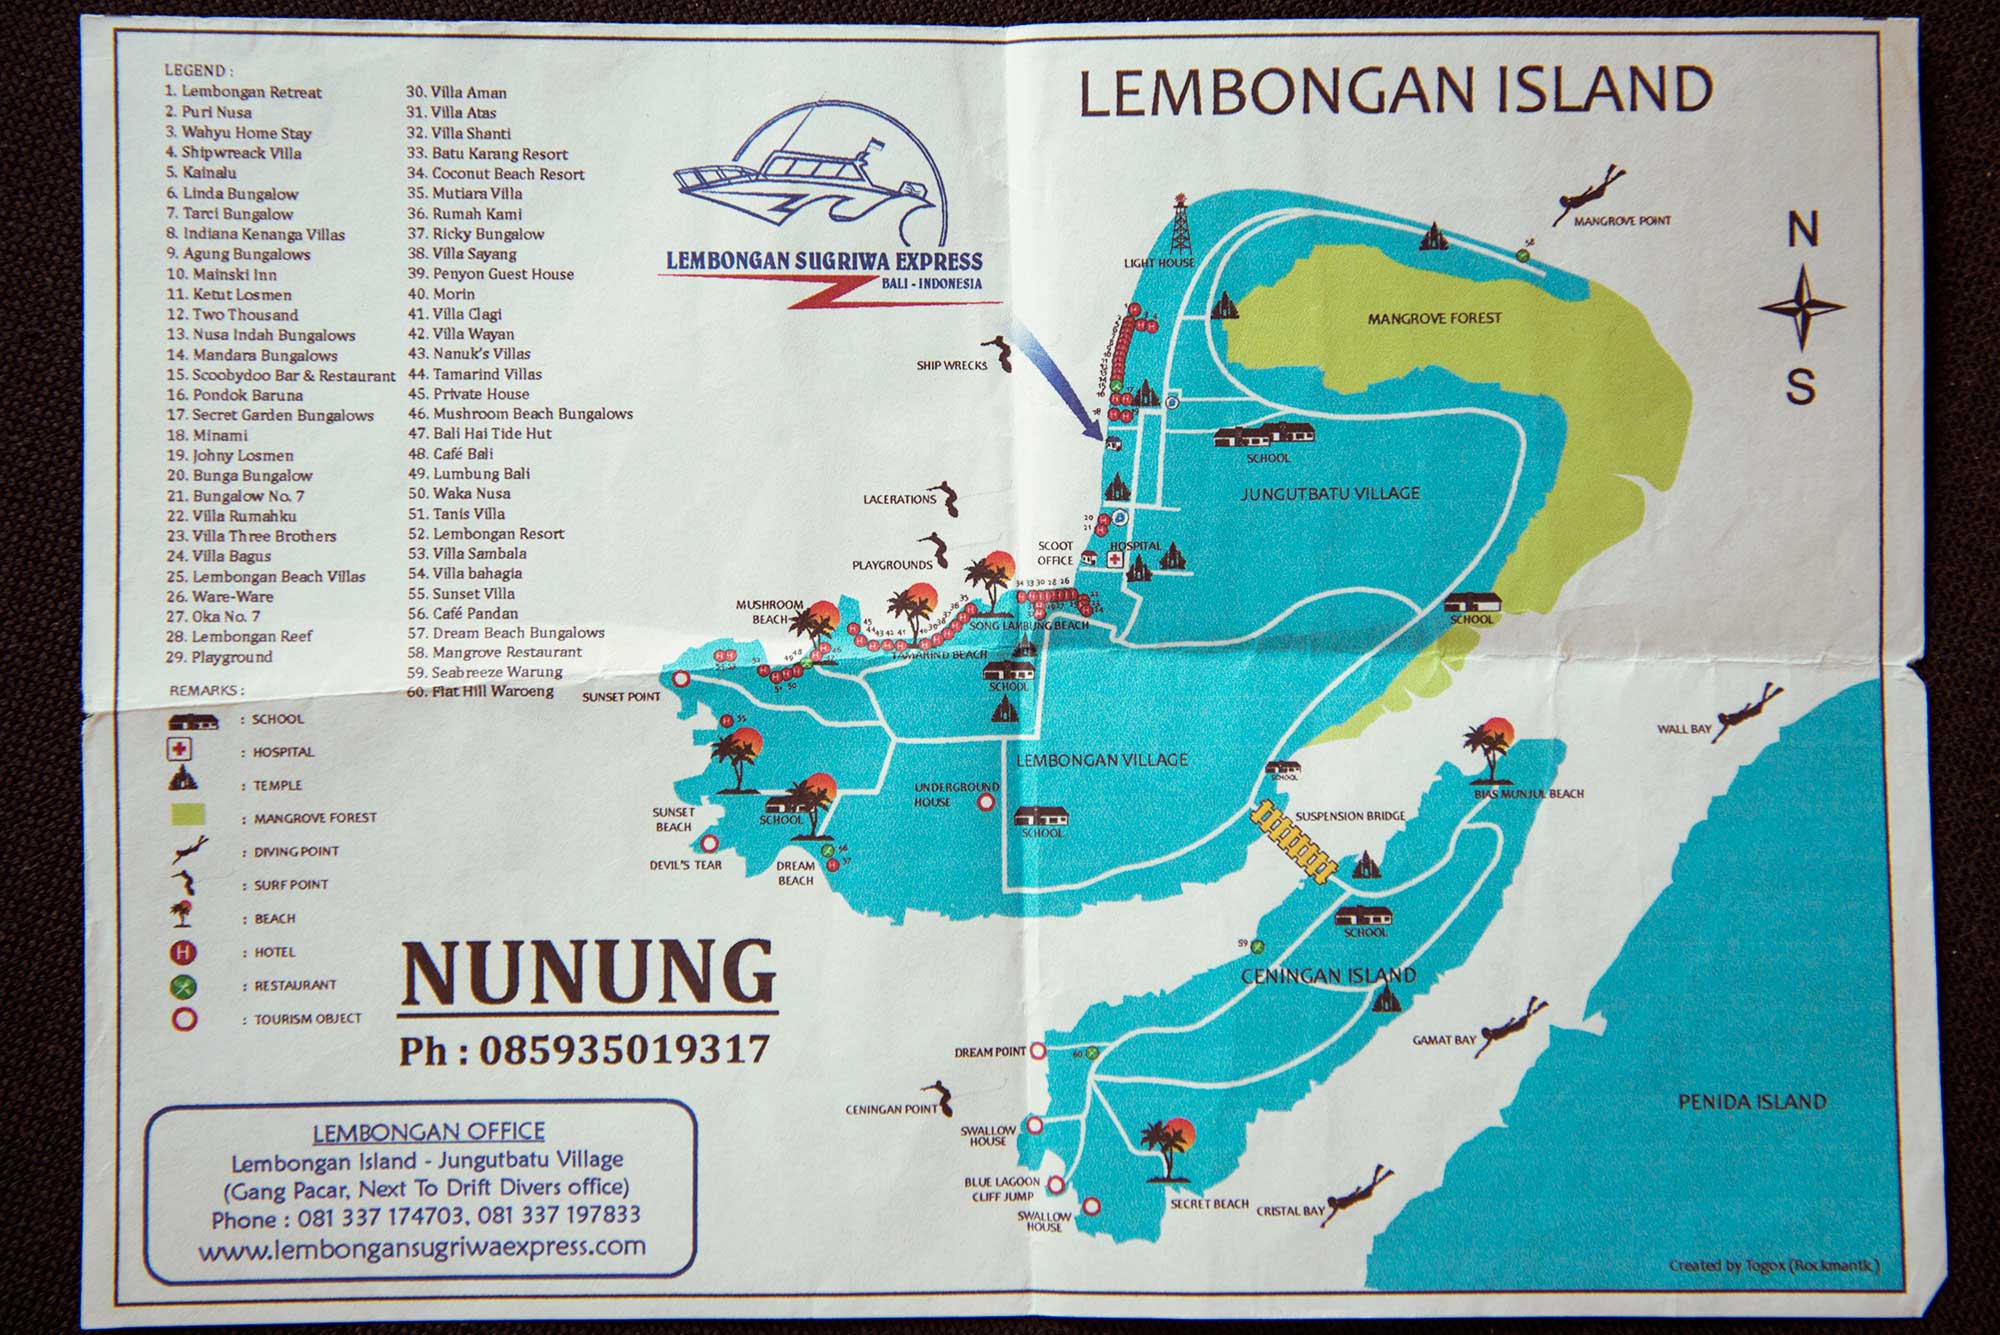 LEGEND :
1. Lembongan Retreat
2. Puri Nusa
3. Wahyu Home Stay
4. Shipwreack Villa
5. Kainalu
6. Linda Bungalow
7. Tarci Bungalow
8. Indiana Kenanga Villas
9. Agung Bungalows
10. Mainski Inn
11. Ketut Losmen
12. Two Thousand
13. Nusa Indah Bungalows
14. Mandara Bungalows
15. Scoobydoo Bar & Restaurant
16. Pondok Baruna
17. Secret Garden Bungalows
18. Minami
19. Johny Losmen
20. Bunga Bungalow
21. Bungalow No. 7
22. Villa Rumahku
23. Villa Three Brothers
24. Villa Bagus
25. Lembongan Beach Villas
26. Ware-Ware
27. Oka No. 7
28. Lembongan Reef
29. Playground
30. Villa Aman
31. Villa Atas
32. Villa Shanti
33. Batu Karang Resort
34. Coconut Beach Resort
35. Mutiara Villa
36. Rumah Kami
37. Ricky Bungalow
38. Villa Sayang
39. Penyon Guest House
40. Morin
41. Villa Clagi
42. Villa Wayan
43. Nanuk's Villas
44. Tamarind Villas
45. Private House
46. Mushroom Beach Bungalows
47. Bali Hai Tide Hut
48. Café Bali
49. Lumbung Bali
50. Waka Nusa
51. Tanis Villa
52. Lembongan Resort
53. Villa Sambala
54. Villa bahagia
55. Sunset Villa
56. Café Pandan
57. Dream Beach Bungalows
58. Mangrove Restaurant
59. Seabreeze Warung
60. Flat Hill Waroeng
REMARKS :
: SCHOOL
: HOSPITAL
: TEMPLE
: MANGROVE FOREST
: DIVING POINT
: SURF POINT
: BEACH
H : HOTEL
: RESTAURANT
: TOURISM OBJECT
LEMBONGAN SUGRIWA EXPRESS
BALI - INDONESIA
NUNUNG
Ph : 085935019317
LEMBONGAN OFFICE
Lembongan Island - Jungutbatu Village
(Gang Pacar, Next To Drift Divers office)
Phone : 081 337 174703, 081 337 197833
www.lembongansugriwaexpress.com
LEMBONGAN ISLAND
N
S
MANGROVE POINT
58
LIGHT HOUSE
MANGROVE FOREST
SHIP WRECKS
SCHOOL
JUNGUTBATU VILLAGE
LACERATIONS
20
21
SCOOT
OFFICE
HOSPITAL
PLAYGROUNDS
34 33 30 28 26
SONG LAMBUNG BEACH
MUSHROOM
BEACH
TAMARIND BEACH
SCHOOL
SCHOOL
SUNSET POINT
55
LEMBONGAN VILLAGE
UNDERGROUND
HOUSE
SCHOOL
SCHOOL
SCHOOL
SUNSET
BEACH
DEVIL'S TEAR
DREAM
BEACH
56
57
SUSPENSION BRIDGE
BIAS MUNJUL BEACH
WALL BAY
SCHOOL
59
CENINGAN ISLAND
GAMAT BAY
DREAM POINT
60
CENINGAN POINT
SWALLOW
HOUSE
BLUE LAGOON
CLIFF JUMP
SWALLOW
HOUSE
SECRET BEACH
CRISTAL BAY
PENIDA ISLAND
Created by Togox (Rockmantk)